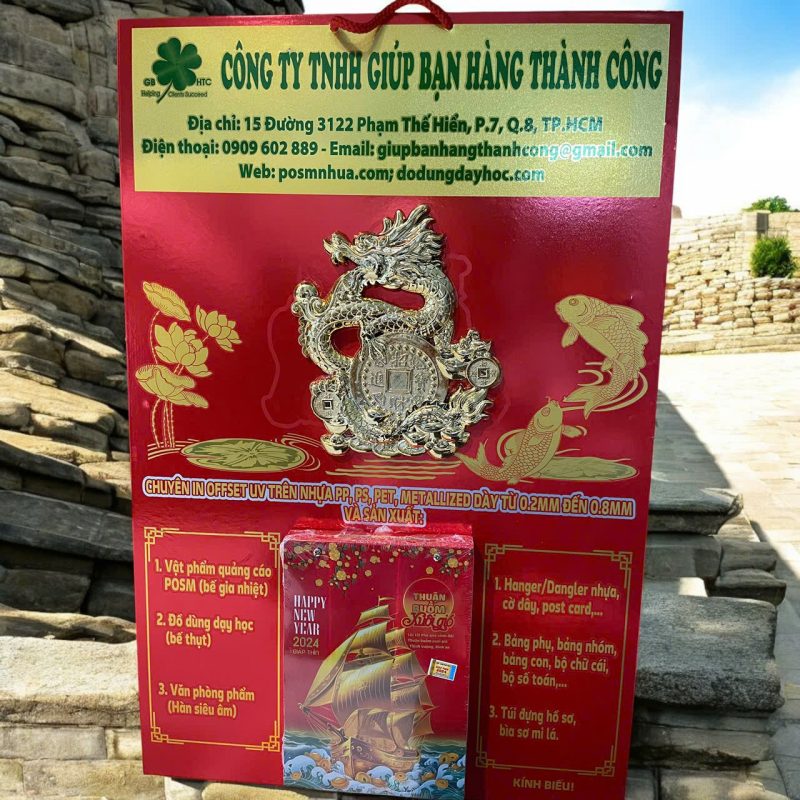 GB HTC
Helping Clients Succeed
CÔNG TY TNHH GIÚP BẠN HÀNG THÀNH CÔNG
Địa chỉ: 15 Đường 3122 Phạm Thế Hiển, P.7, Q.8, TP.HCM
Điện thoại: 0909 602 889 - Email: giupbanhangthanhcong@gmail.com
Web: posmnhua.com; dodungdayhoc.com
CHUYÊN IN OFFSET UV TRÊN NHỰA PP, PS, PET, METALLIZED DÀY TỪ 0.2MM ĐẾN 0.8MM
VÀ SẢN XUẤT:
1. Vật phẩm quảng cáo
POSM (bế gia nhiệt)
2. Đồ dùng dạy học
(bế thụt)
3. Văn phòng phẩm
(Hàn siêu âm)
HAPPY
NEW
YEAR
2024
GIÁP THÌN
THUẬN
BUỒM
Xuôi gió
1. Hanger/Dangler nhựa,
cờ dây, post card,...
2. Bảng phụ, bảng nhóm,
bảng con, bộ chữ cái,
bộ số toán,...
3. Túi đựng hồ sơ,
bìa sơ mi lá.
KÍNH BIẾU!